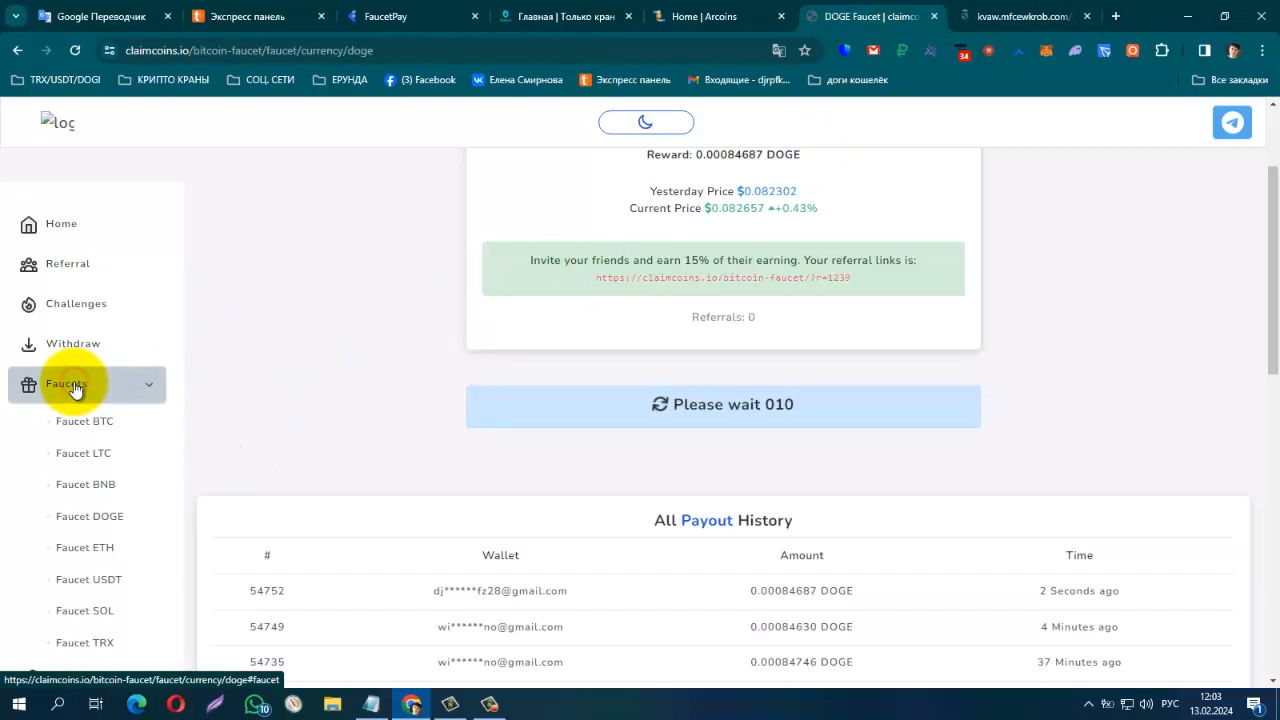 Google Переводчик
Экспресс панель
FaucetPay
Главная | Только кран
Home | Arcoins
DOGE Faucet | claimc
kvaw.mfcewkrob.com/
claimcoins.io/bitcoin-faucet/faucet/currency/doge
34
TRX/USDT/DOGI
КРИПТО КРАНЫ
СОЦ. СЕТИ
ЕРУНДА
(3) Facebook
Елена Смирнова
Экспресс панель
Входящие - djrpfk...
доги кошелёк
Все закладки
log
Reward: 0.00084687 DOGE
Yesterday Price $0.082302
Current Price $0.082657 +0.43%
Invite your friends and earn 15% of their earning. Your referral links is:
https://claimcoins.io/bitcoin-faucet/?r=1239
Referrals: 0
Home
Referral
Challenges
Withdraw
Faucets
Faucet BTC
Faucet LTC
Faucet BNB
Faucet DOGE
Faucet ETH
Faucet USDT
Faucet SOL
Faucet TRX
Please wait 010
All Payout History
# Wallet Amount Time
54752 dj******fz28@gmail.com 0.00084687 DOGE 2 Seconds ago
54749 wi******no@gmail.com 0.00084630 DOGE 4 Minutes ago
54735 wi******no@gmail.com 0.00084746 DOGE 37 Minutes ago
https://claimcoins.io/bitcoin-faucet/faucet/currency/doge#faucet
10
РУС
12:03
13.02.2024
1